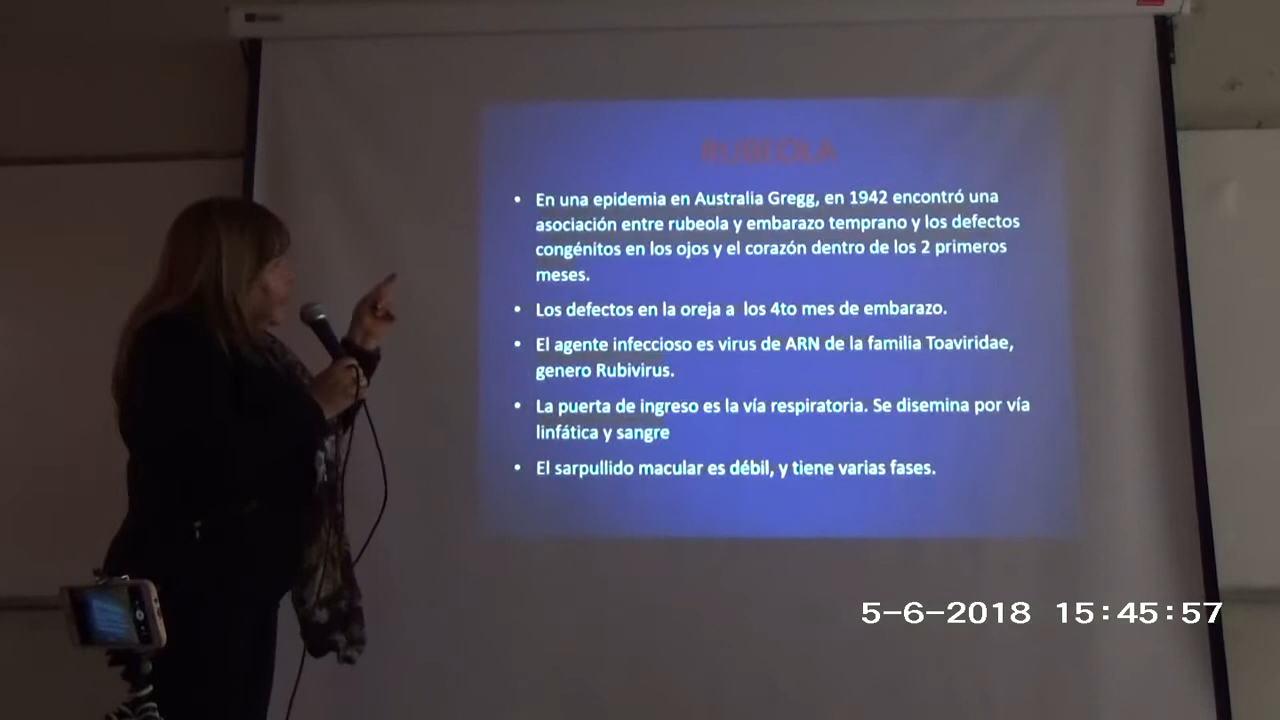 RUBEOLA
• En una epidemia en Australia Gregg, en 1942 encontró una
asociación entre rubeola y embarazo temprano y los defectos
congénitos en los ojos y el corazón dentro de los 2 primeros
meses.
• Los defectos en la oreja a los 4to mes de embarazo.
• El agente infeccioso es virus de ARN de la familia Toaviridae,
genero Rubivirus.
• La puerta de ingreso es la vía respiratoria. Se disemina por vía
linfática y sangre
• El sarpullido macular es débil, y tiene varias fases.
5-6-2018 15:45:57